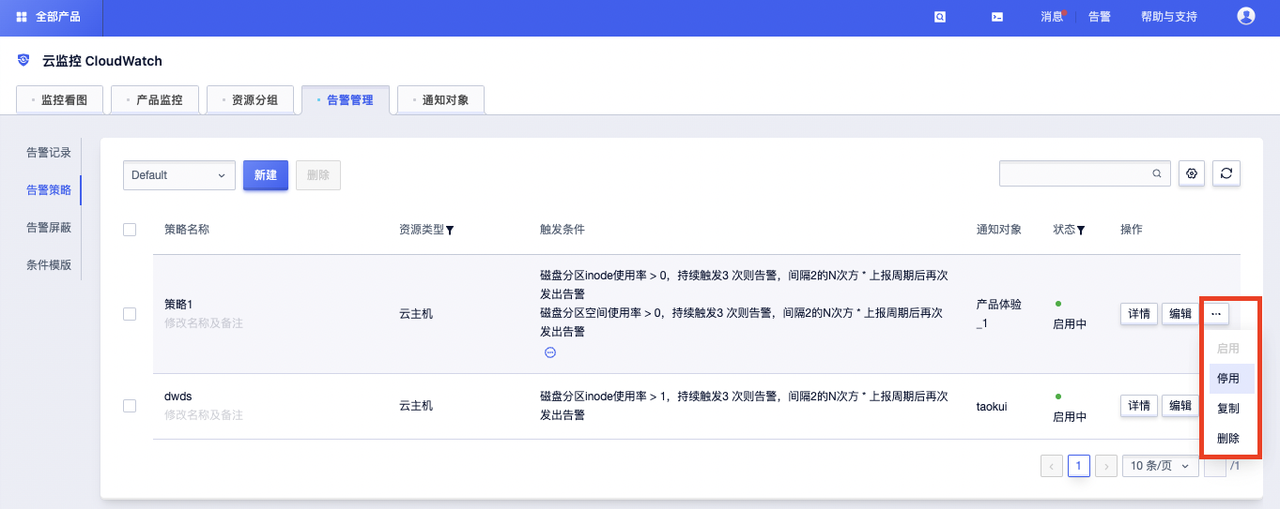 全部产品
消息
告警
帮助与支持
云监控 CloudWatch
监控看图
产品监控
资源分组
告警管理
通知对象
告警记录
告警策略
告警屏蔽
条件模版
Default
新建
删除
策略名称
资源类型
触发条件
通知对象
状态
操作
策略1
修改名称及备注
云主机
磁盘分区inode使用率 > 0，持续触发3 次则告警，间隔2的N次方 * 上报周期后再次
发出告警
磁盘分区空间使用率 > 0，持续触发3 次则告警，间隔2的N次方 * 上报周期后再次
发出告警
产品体验
_1
启用中
详情
编辑
...
启用
停用
复制
删除
dwds
修改名称及备注
云主机
磁盘分区inode使用率 > 1，持续触发3 次则告警，间隔2的N次方 * 上报周期后再次
发出告警
taokui
启用中
详情
编辑
1
10 条/页
/1